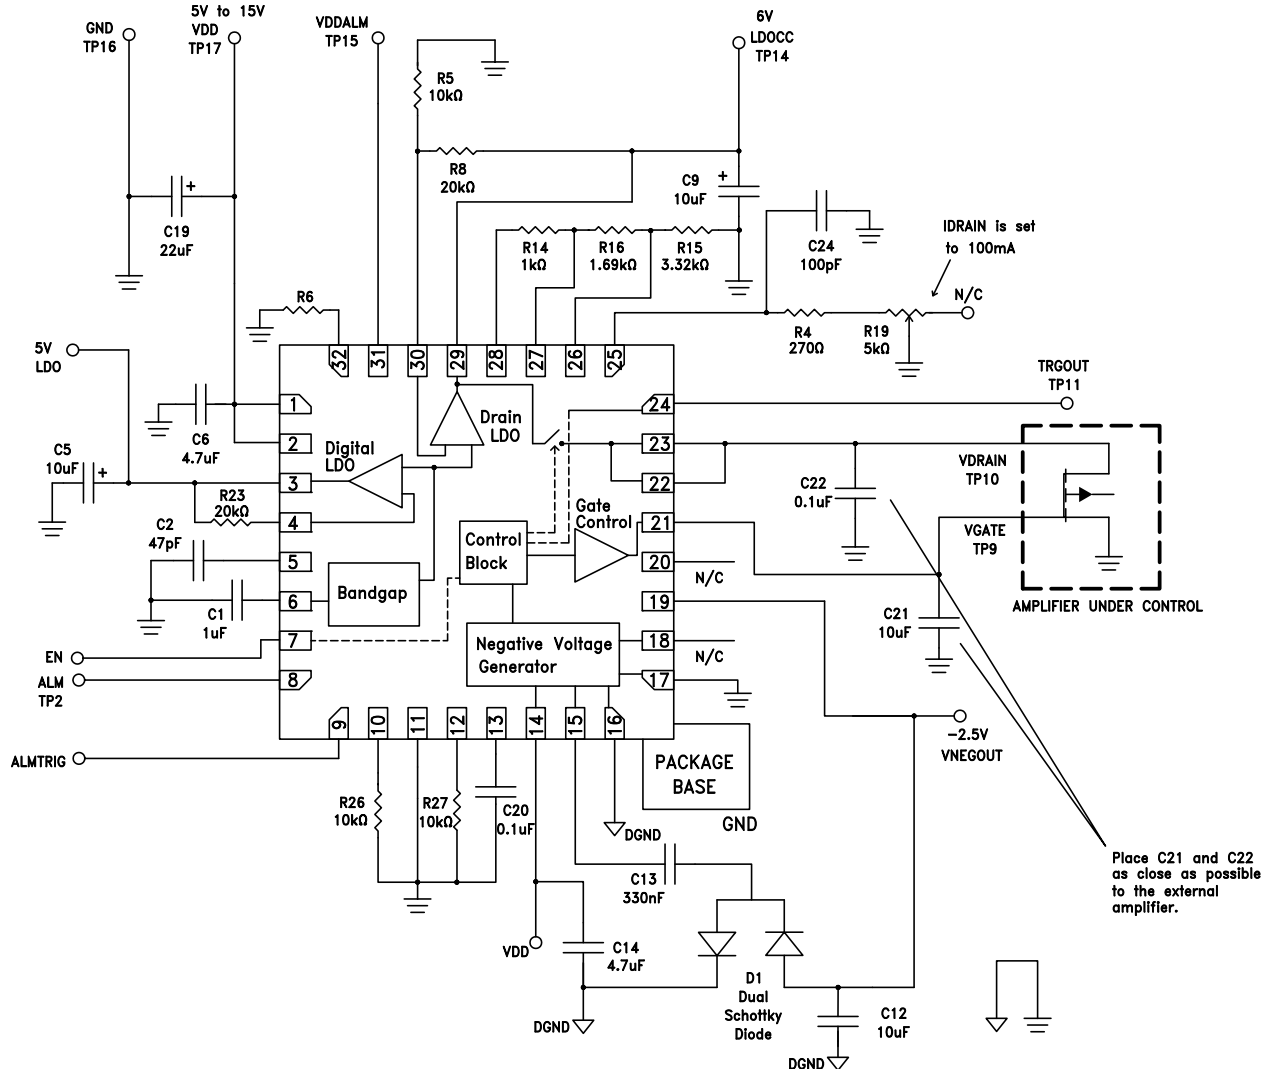 5V to 15V
GND
TP16
VDD
TP17
VDDALM
TP15
6V
LDOCC
TP14
R5
10kΩ
R8
20kΩ
C9
+
10uF
C19
+
22uF
R14
1kΩ
R16
1.69kΩ
R15
3.32kΩ
C24
100pF
IDRAIN is set
to 100mA
N/C
R6
R4
270Ω
R19
5kΩ
5V
LDO
32
31
30
29
28
27
26
25
TRGOUT
TP11
1
2
3
4
5
6
7
8
24
23
22
21
20
19
18
17
C6
4.7uF
C5
10uF
+
R23
20kΩ
C2
47pF
C1
1uF
Digital
LDO
Drain
LDO
Gate
Control
Control
Block
Bandgap
Negative Voltage
Generator
VDRAIN
TP10
VGATE
TP9
C22
0.1uF
AMPLIFIER UNDER CONTROL
C21
10uF
N/C
N/C
EN
ALM
TP2
ALMTRIG
9
10
11
12
13
14
15
16
-2.5V
VNEGOUT
PACKAGE
BASE
GND
R26
10kΩ
R27
10kΩ
C20
0.1uF
DGND
C13
330nF
Place C21 and C22
as close as possible
to the external
amplifier.
VDD
C14
4.7uF
D1
Dual
Schottky
Diode
C12
10uF
DGND
DGND